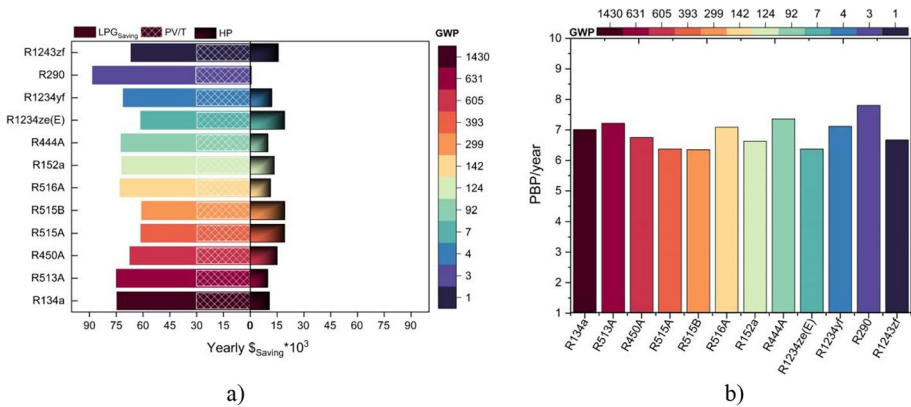 LPG Saving PV/T HP
GWP
R1243zf
R290
R1234yf
R1234ze(E)
R444A
R152a
R516A
R515B
R515A
R450A
R513A
R134a
1430
631
605
393
299
142
124
92
7
4
3
1
90 75 60 45 30 15 0 15 30 45 60 75 90
Yearly $Saving*10³
a)
1430 631 605 393 299 142 124 92 7 4 3 1
GWP
10
9
8
7
6
5
4
3
2
1
PBP/year
R134a R513A R450A R515A R515B R516A R152a R444A R1234ze(E) R1234yf R290 R1243zf
b)